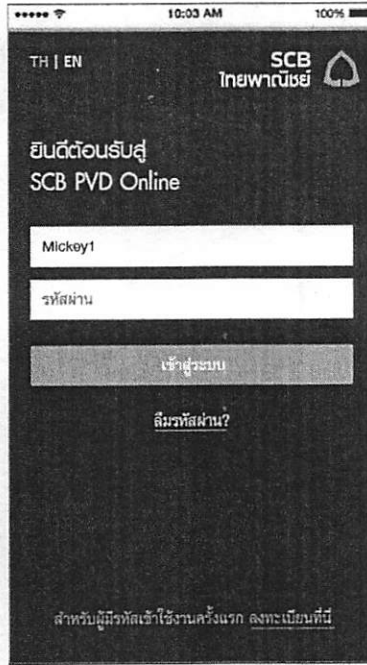 10:03 AM 100%
TH | EN
SCB
ไทยพาณิชย์
ยินดีต้อนรับสู่
SCB PVD Online
Mickey1
รหัสผ่าน
เข้าสู่ระบบ
ลืมรหัสผ่าน?
สำหรับผู้มีรหัสเข้าใช้งานครั้งแรก ลงทะเบียนที่นี่